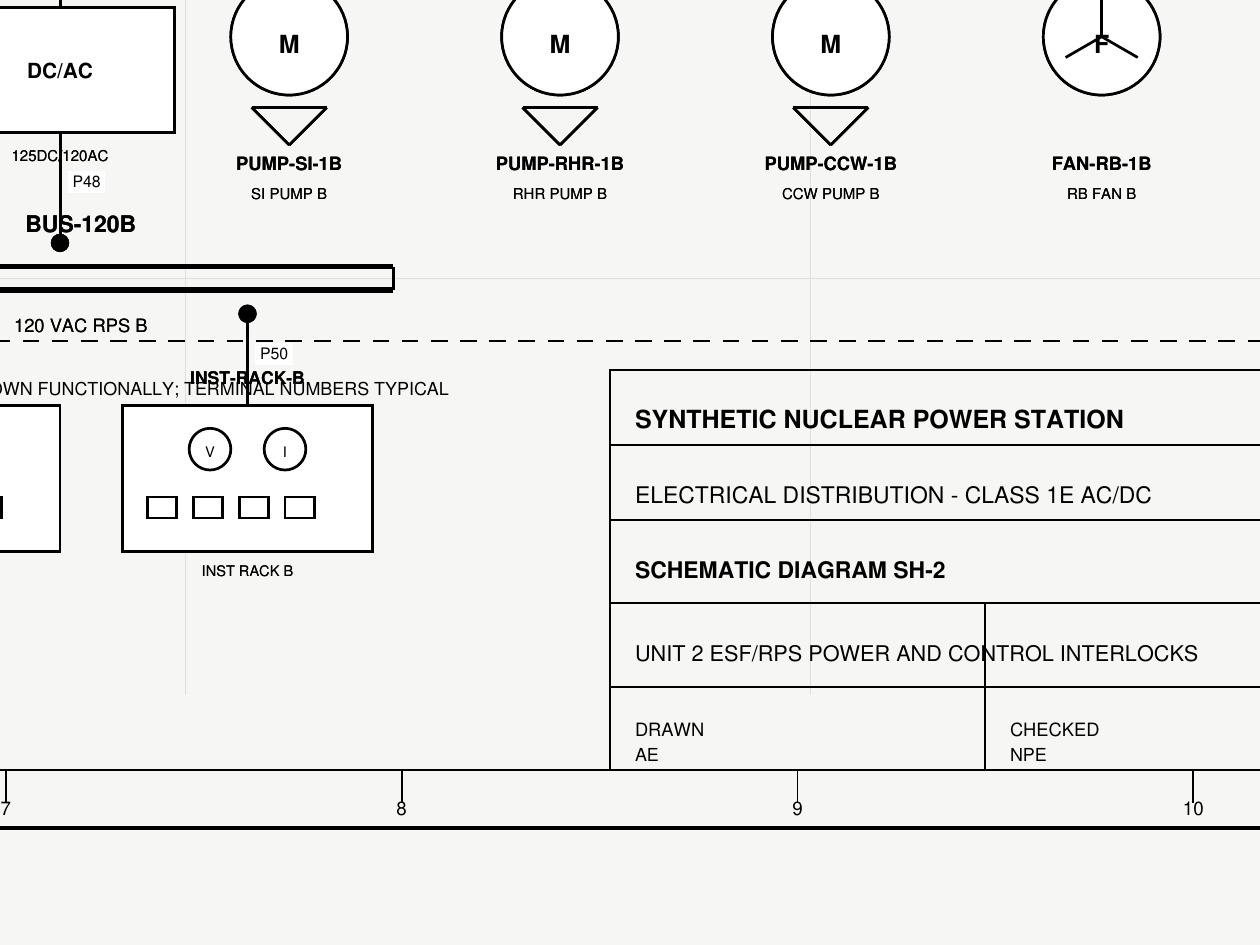 DC/AC
125DC/120AC
P48
BUS-120B
120 VAC RPS B
M
PUMP-SI-1B
SI PUMP B
M
PUMP-RHR-1B
RHR PUMP B
M
PUMP-CCW-1B
CCW PUMP B
F
FAN-RB-1B
RB FAN B
P50
INST-RACK-B
FUNCTIONALLY; TERMINAL NUMBERS TYPICAL
V I
INST RACK B
SYNTHETIC NUCLEAR POWER STATION
ELECTRICAL DISTRIBUTION - CLASS 1E AC/DC
SCHEMATIC DIAGRAM SH-2
UNIT 2 ESF/RPS POWER AND CONTROL INTERLOCKS
DRAWN
AE
CHECKED
NPE
7 8 9 10